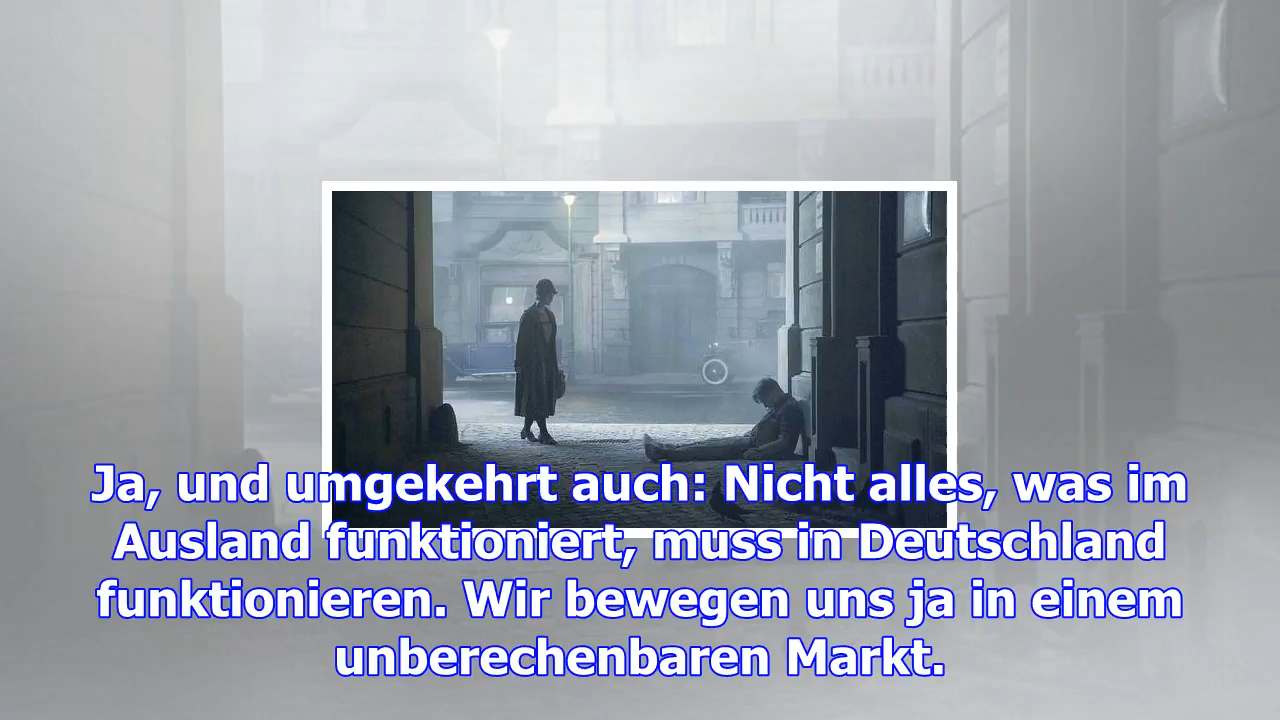 Ja, und umgekehrt auch: Nicht alles, was im
Ausland funktioniert, muss in Deutschland
funktionieren. Wir bewegen uns ja in einem
unberechenbaren Markt.